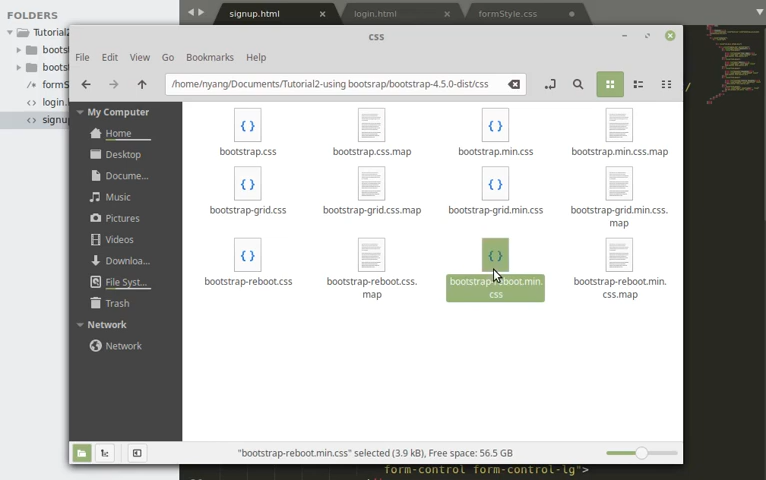 FOLDERS
signup.html
login.html
formStyle.css
Tutorial2
boots
boots
formS
login.
signup
css
File Edit View Go Bookmarks Help
/home/nyang/Documents/Tutorial2-using bootsrap/bootstrap-4.5.0-dist/css
My Computer
Home
Desktop
Docume...
Music
Pictures
Videos
Downloa...
File Syst...
Trash
Network
Network
bootstrap.css
bootstrap.css.map
bootstrap.min.css
bootstrap.min.css.map
bootstrap-grid.css
bootstrap-grid.css.map
bootstrap-grid.min.css
bootstrap-grid.min.css.
map
bootstrap-reboot.css
bootstrap-reboot.css.
map
bootstrap-reboot.min.
css
bootstrap-reboot.min.
css.map
"bootstrap-reboot.min.css" selected (3.9 kB), Free space: 56.5 GB
form-control form-control-lg">